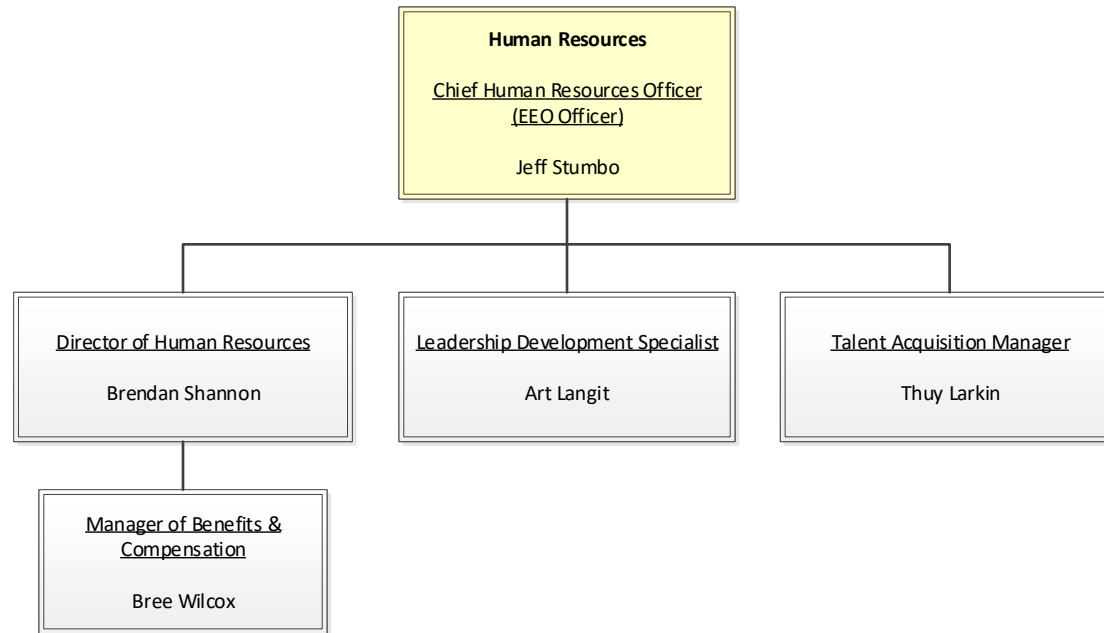 Human Resources
Chief Human Resources Officer
(EEO Officer)
Jeff Stumbo
Director of Human Resources
Brendan Shannon
Leadership Development Specialist
Art Langit
Talent Acquisition Manager
Thuy Larkin
Manager of Benefits &
Compensation
Bree Wilcox